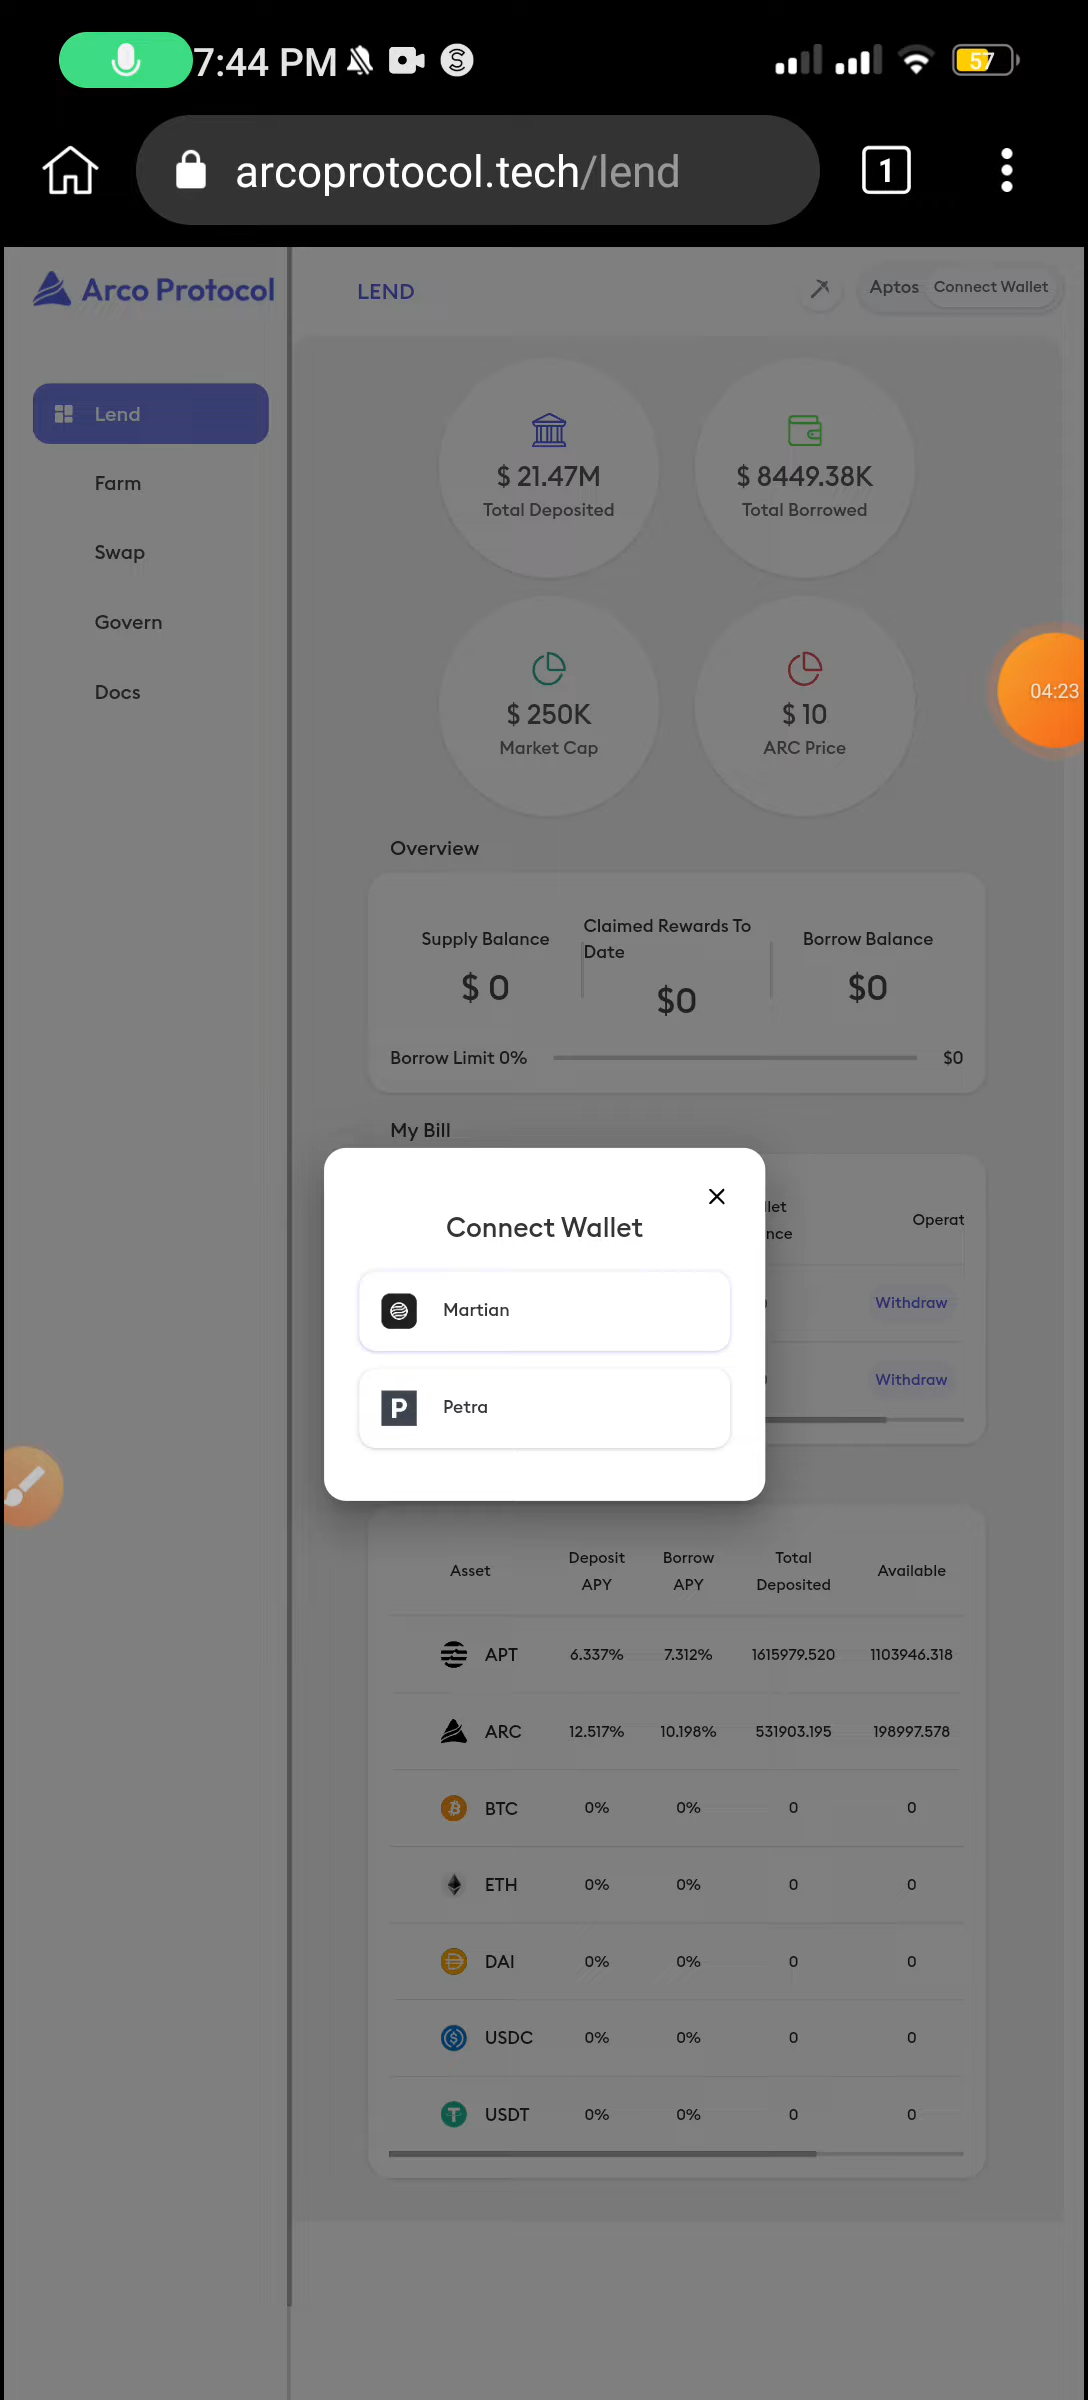 7:44 PM
57
arcoprotocol.tech/lend
1
Arco Protocol
LEND
Aptos
Connect Wallet
Lend
Farm
Swap
Govern
Docs
$ 21.47M
Total Deposited
$ 8449.38K
Total Borrowed
$ 250K
Market Cap
$ 10
ARC Price
04:23
Overview
Supply Balance
$ 0
Claimed Rewards To
Date
$0
Borrow Balance
$0
Borrow Limit 0%
$0
My Bill
Connect Wallet
Martian
P
Petra
Operat
Withdraw
Withdraw
Asset
Deposit
APY
Borrow
APY
Total
Deposited
Available
APT 6.337% 7.312% 1615979.520 1103946.318
ARC 12.517% 10.198% 531903.195 198997.578
BTC 0% 0% 0 0
ETH 0% 0% 0 0
DAI 0% 0% 0 0
USDC 0% 0% 0 0
USDT 0% 0% 0 0